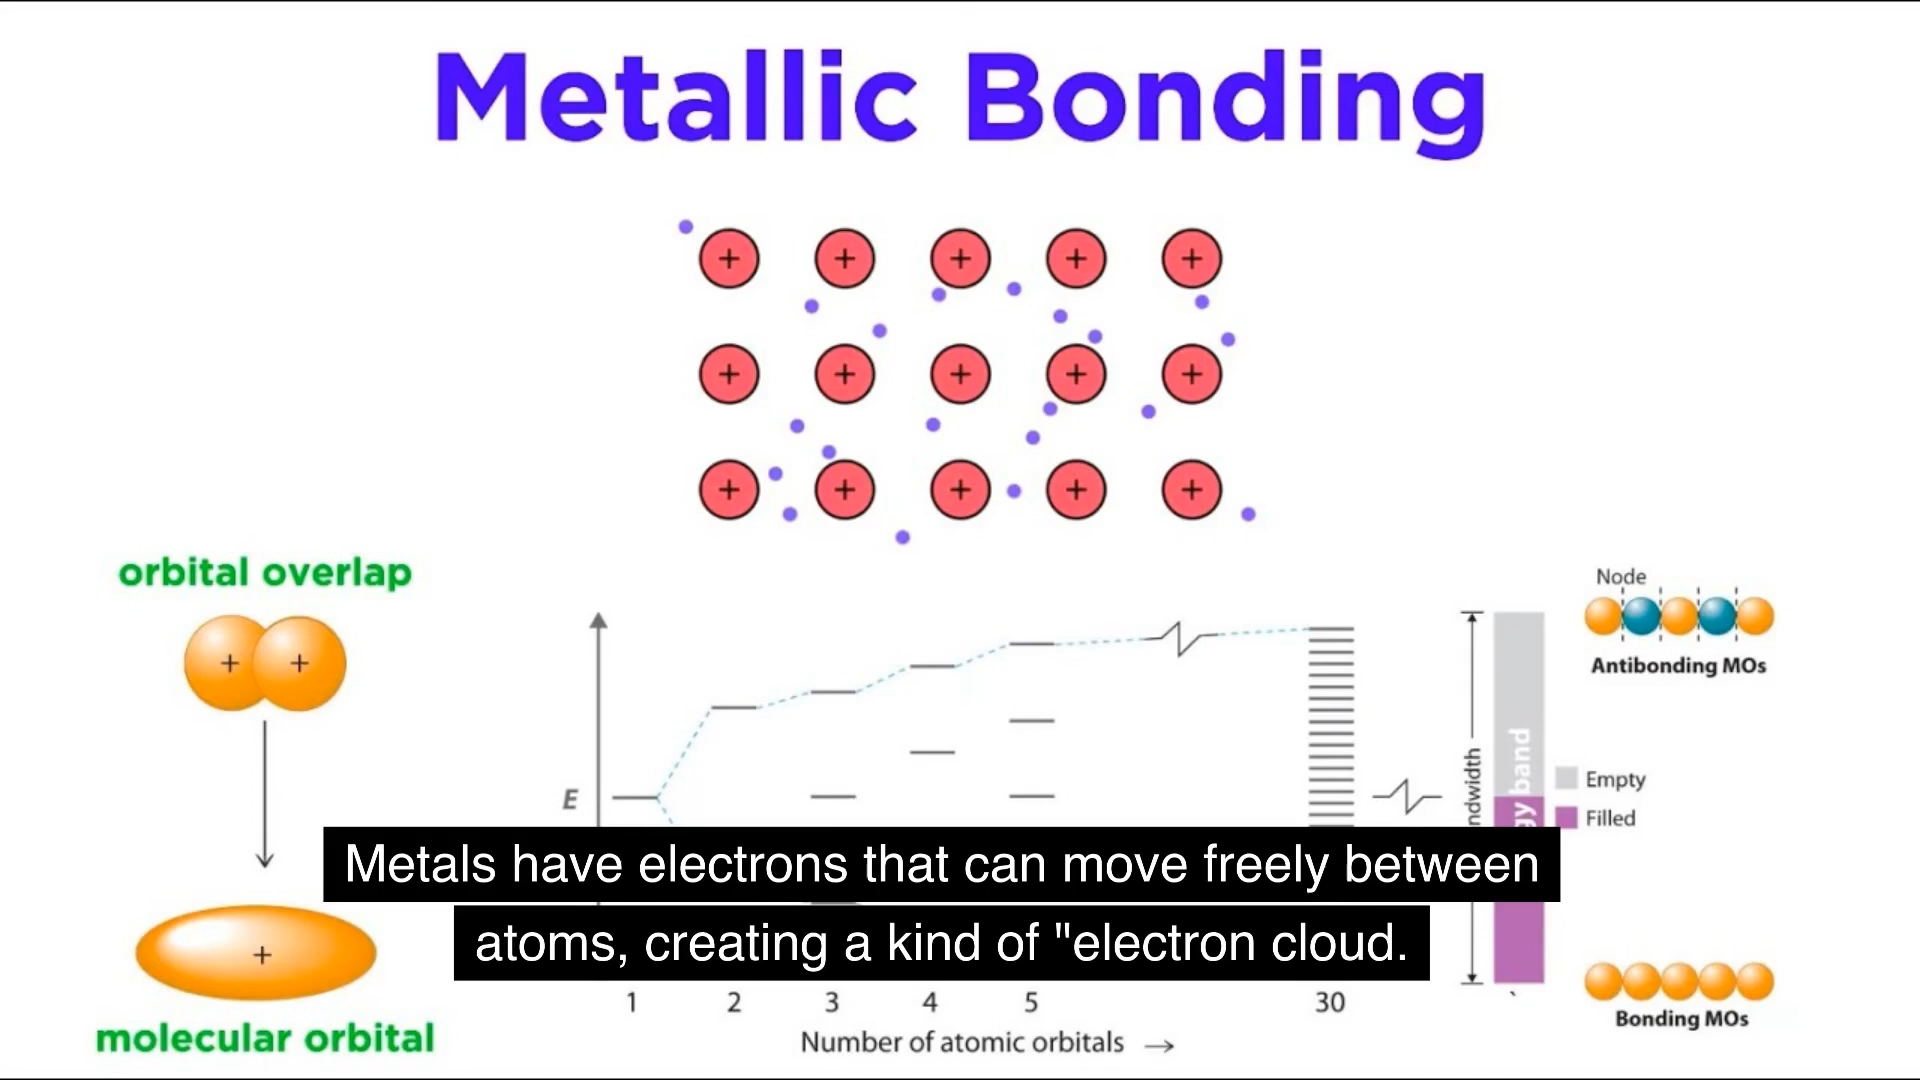 Metallic Bonding
+ + + + +
+ + + + +
+ + + + +
orbital overlap
+ +
+
molecular orbital
E
1 2 3 4 5 30
Number of atomic orbitals →
Node
Antibonding MOs
Empty
Filled
Bonding MOs
Metals have electrons that can move freely between
atoms, creating a kind of "electron cloud.